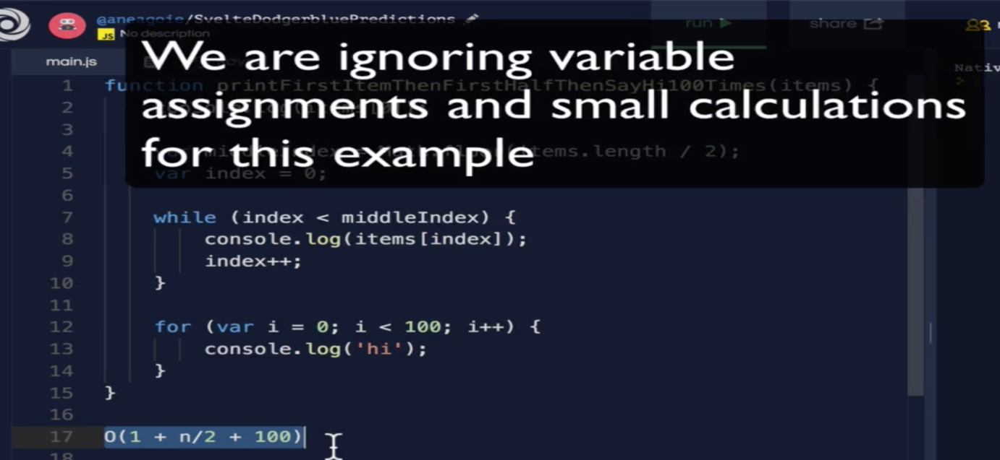 @aneagoie/SvelteDodgerbluePredictions
JS No description
run
share
main.js
We are ignoring variable
assignments and small calculations
for this example
Nativ
1 function printFirstItemThenFirstHalfThenSayHi100Times(items) {
2
3
4 items.length / 2);
5 var index = 0;
6
7 while (index < middleIndex) {
8 console.log(items[index]);
9 index++;
10 }
11
12 for (var i = 0; i < 100; i++) {
13 console.log('hi');
14 }
15 }
16
17 O(1 + n/2 + 100)
18